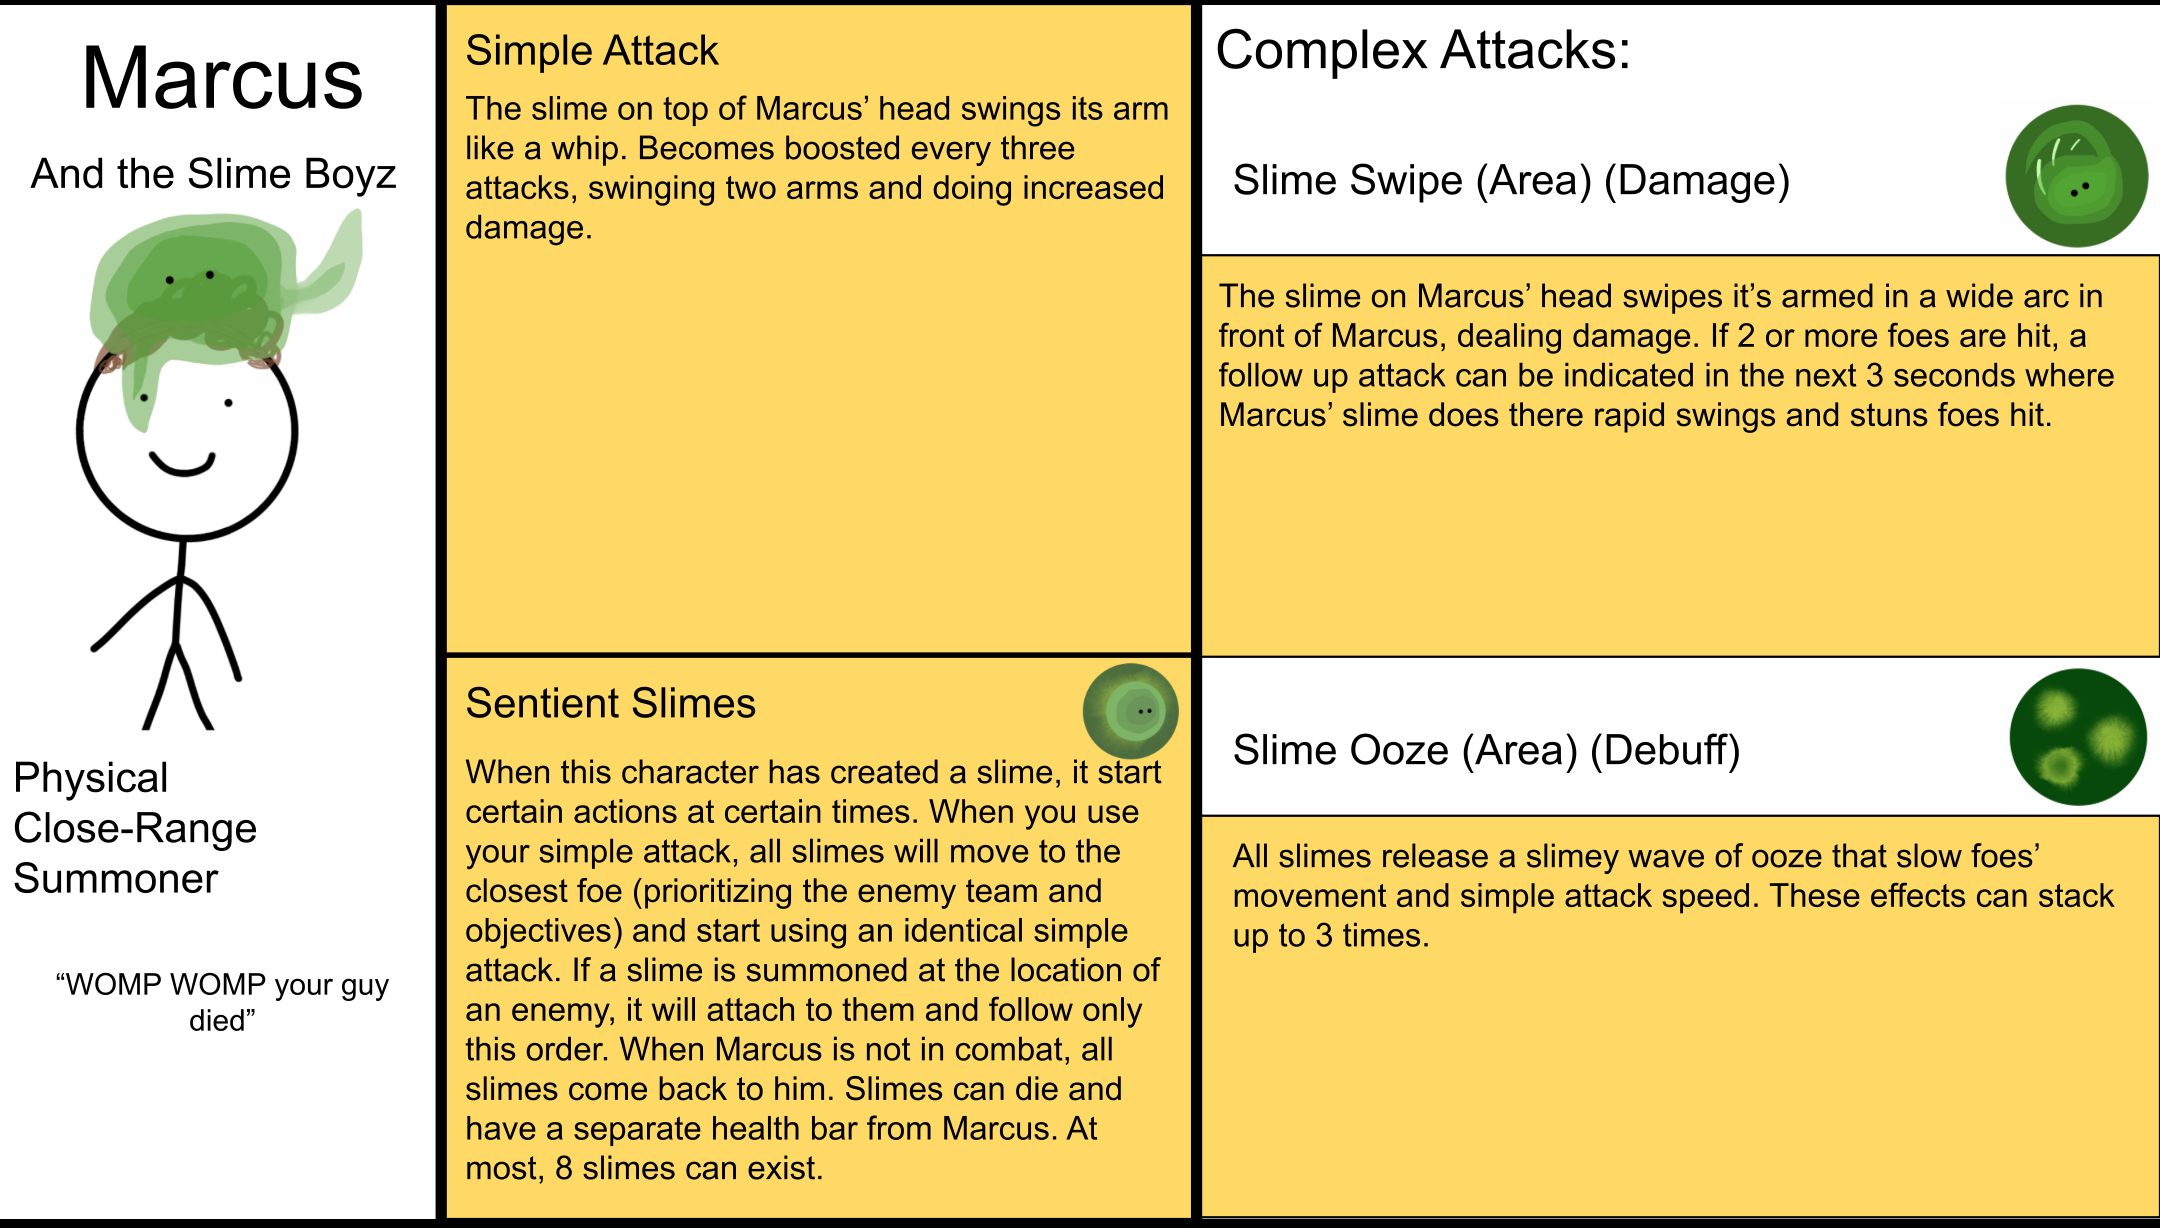 Marcus
And the Slime Boyz
Physical
Close-Range
Summoner
“WOMP WOMP your guy
died”
Simple Attack
The slime on top of Marcus’ head swings its arm
like a whip. Becomes boosted every three
attacks, swinging two arms and doing increased
damage.
Sentient Slimes
When this character has created a slime, it start
certain actions at certain times. When you use
your simple attack, all slimes will move to the
closest foe (prioritizing the enemy team and
objectives) and start using an identical simple
attack. If a slime is summoned at the location of
an enemy, it will attach to them and follow only
this order. When Marcus is not in combat, all
slimes come back to him. Slimes can die and
have a separate health bar from Marcus. At
most, 8 slimes can exist.
Complex Attacks:
Slime Swipe (Area) (Damage)
The slime on Marcus’ head swipes it’s armed in a wide arc in
front of Marcus, dealing damage. If 2 or more foes are hit, a
follow up attack can be indicated in the next 3 seconds where
Marcus’ slime does there rapid swings and stuns foes hit.
Slime Ooze (Area) (Debuff)
All slimes release a slimey wave of ooze that slow foes’
movement and simple attack speed. These effects can stack
up to 3 times.